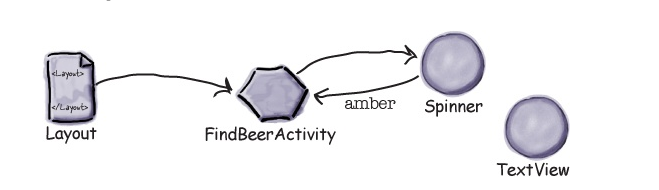 <Layout>
</Layout>
Layout
FindBeerActivity
amber
Spinner
TextView